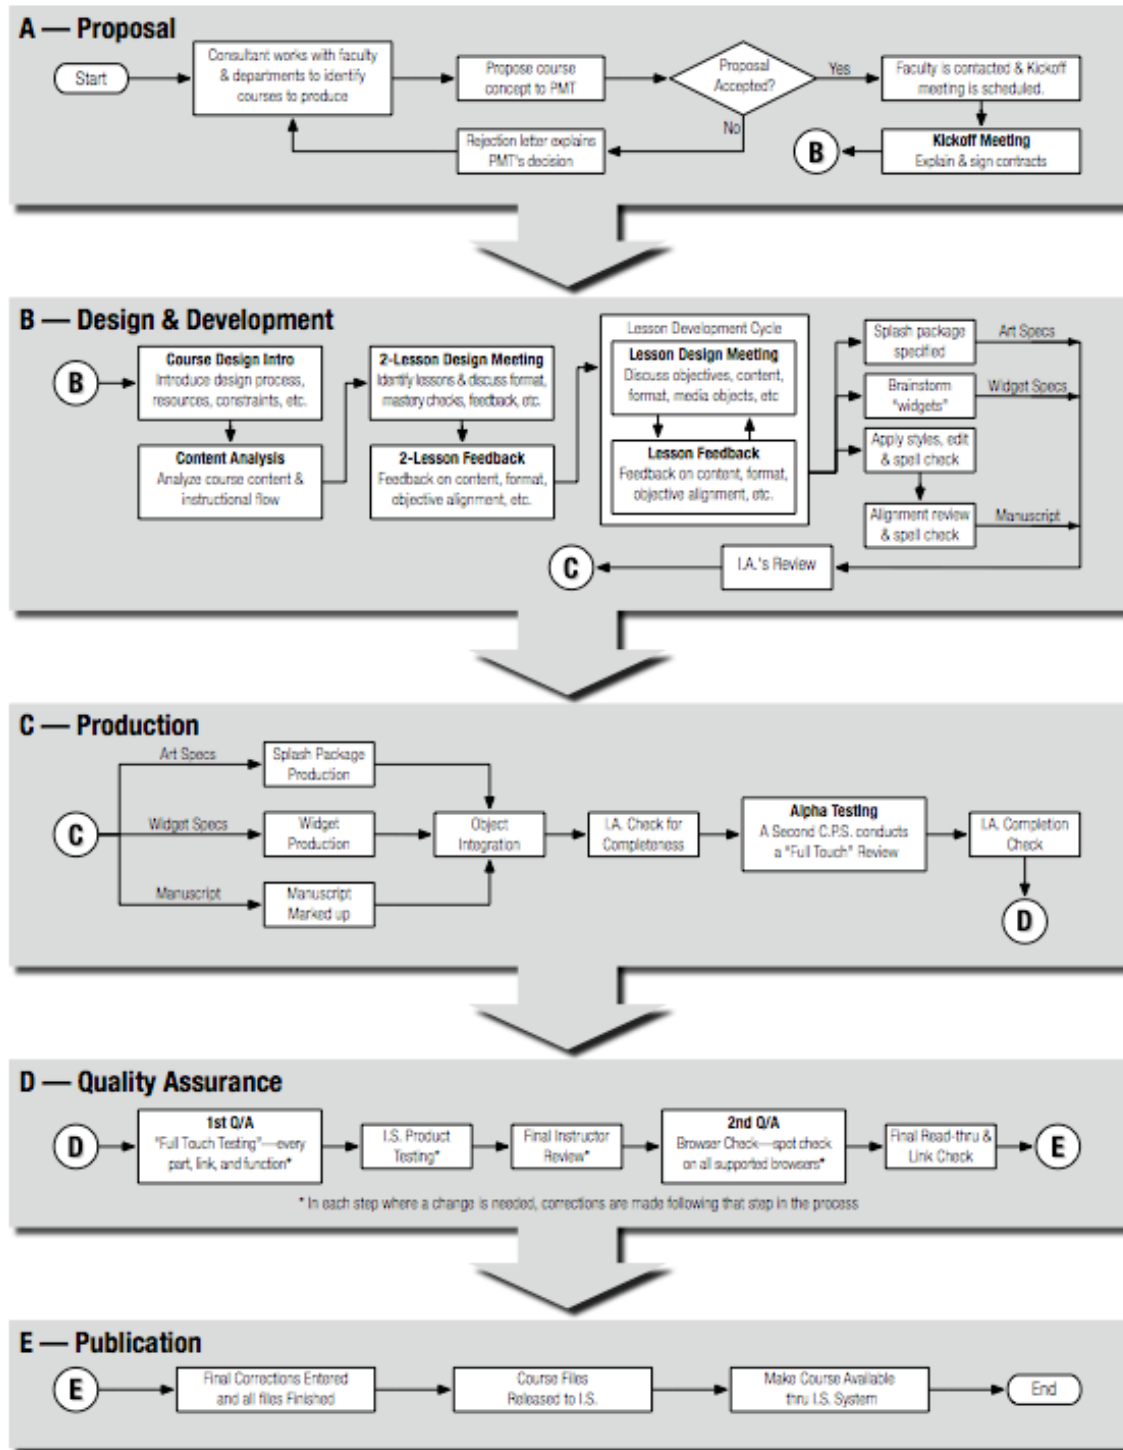 A — Proposal
Start
Consultant works with faculty
& departments to identify
courses to produce
Propose course
concept to PMT
Proposal
Accepted?
Yes
No
Faculty is contacted & Kickoff
meeting is scheduled.
Rejection letter explains
PMT's decision
B
Kickoff Meeting
Explain & sign contracts
B — Design & Development
B
Course Design Intro
Introduce design process,
resources, constraints, etc.
Content Analysis
Analyze course content &
instructional flow
2-Lesson Design Meeting
Identify lessons & discuss format,
mastery checks, feedback, etc.
2-Lesson Feedback
Feedback on content, format,
objective alignment, etc.
Lesson Development Cycle
Lesson Design Meeting
Discuss objectives, content,
format, media objects, etc
Lesson Feedback
Feedback on content, format,
objective alignment, etc.
Splash package
specified
Art Specs
Brainstorm
"widgets"
Widget Specs
Apply styles, edit
& spell check
Alignment review
& spell check
Manuscript
I.A.'s Review
C
C — Production
C
Art Specs
Splash Package
Production
Widget Specs
Widget
Production
Manuscript
Manuscript
Marked up
Object
Integration
I.A. Check for
Completeness
Alpha Testing
A Second C.P.S. conducts
a "Full Touch" Review
I.A. Completion
Check
D
D — Quality Assurance
D
1st Q/A
"Full Touch Testing"—every
part, link, and function*
I.S. Product
Testing*
Final Instructor
Review*
2nd Q/A
Browser Check—spot check
on all supported browsers*
Final Read-thru &
Link Check
E
* In each step where a change is needed, corrections are made following that step in the process
E — Publication
E
Final Corrections Entered
and all files Finished
Course Files
Released to I.S.
Make Course Available
thru I.S. System
End